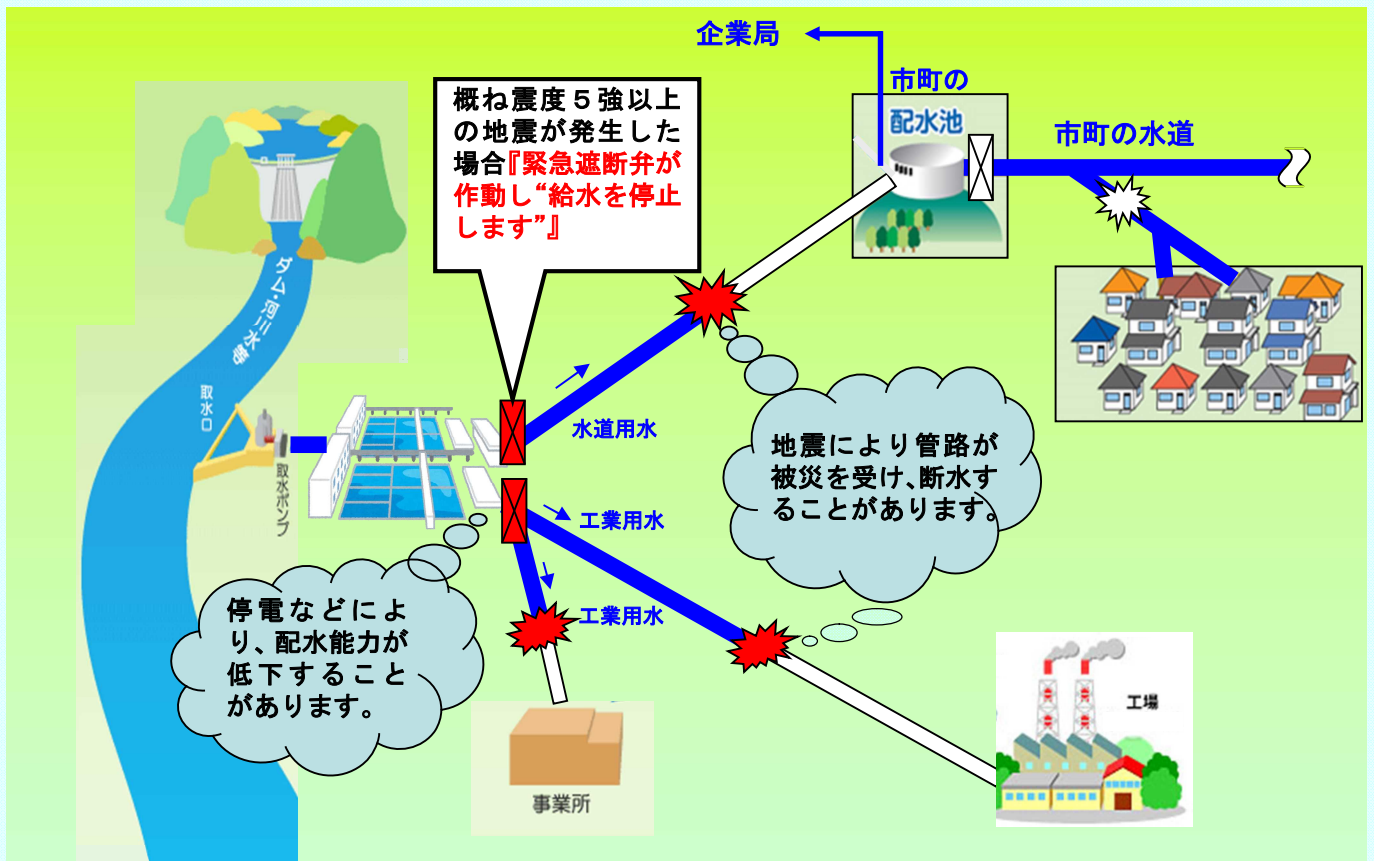 企業局
市町の
配水池
市町の水道
概ね震度５強以上
の地震が発生した
場合『緊急遮断弁が
作動し“給水を停止
します”』
ダム・河川水等
取水口
取水ポンプ
水道用水
工業用水
工業用水
地震により管路が
被災を受け、断水す
ることがあります。
停電などによ
り、配水能力が
低下すること
があります。
事業所
工場